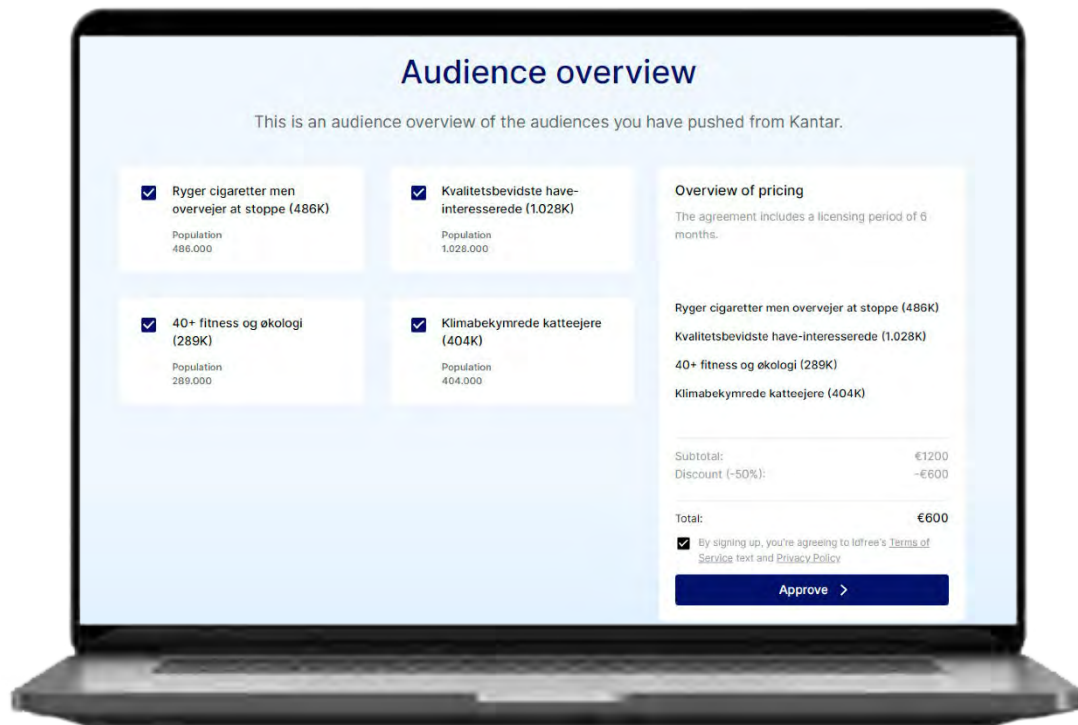 Audience overview
This is an audience overview of the audiences you have pushed from Kantar.
Ryger cigaretter men
overvejer at stoppe (486K)
Population
486.000
Kvalitetsbevidste have-
interesserede (1.028K)
Population
1.028.000
40+ fitness og økologi
(289K)
Population
289.000
Klimabekymrede katteejere
(404K)
Population
404.000
Overview of pricing
The agreement includes a licensing period of 6
months.
Ryger cigaretter men overvejer at stoppe (486K)
Kvalitetsbevidste have-interesserede (1.028K)
40+ fitness og økologi (289K)
Klimabekymrede katteejere (404K)
Subtotal: €1200
Discount (-50%): -€600
Total: €600
By signing up, you're agreeing to Idfree's Terms of
Service text and Privacy Policy
Approve